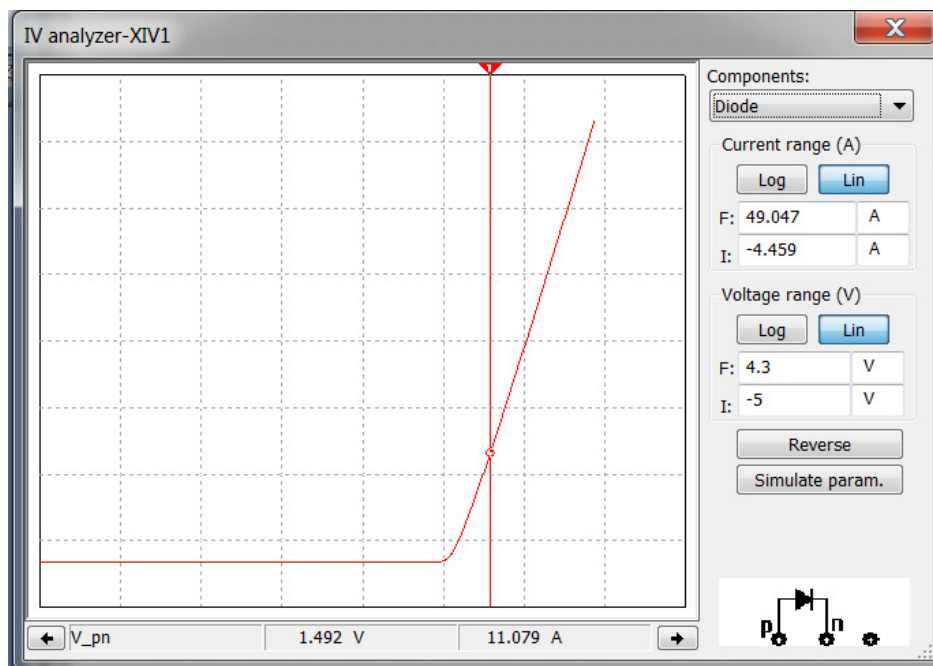 IV analyzer-XIV1
X
1
Components:
Diode
Current range (A)
Log
Lin
F: 49.047 A
I: -4.459 A
Voltage range (V)
Log
Lin
F: 4.3 V
I: -5 V
Reverse
Simulate param.
p n
V_pn 1.492 V 11.079 A